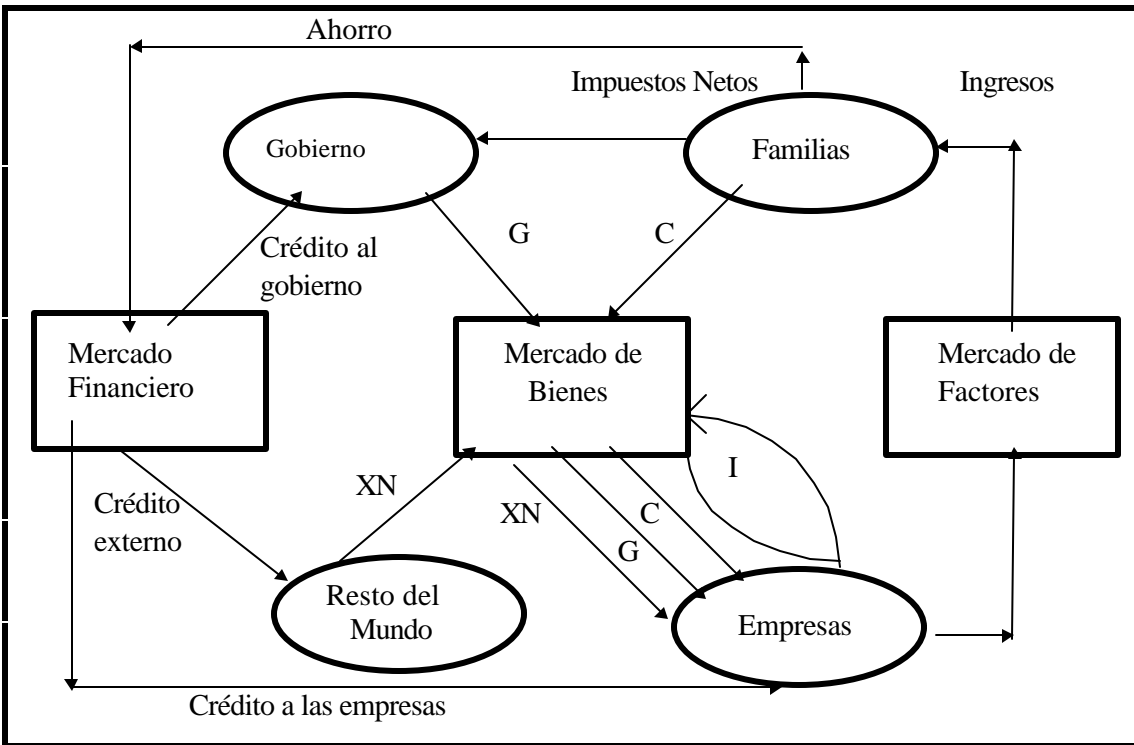 Ahorro
Impuestos Netos
Ingresos
Gobierno
Familias
G
C
Crédito al
gobierno
Mercado
Financiero
Mercado de
Bienes
Mercado de
Factores
XN
I
Crédito
externo
XN
C
G
Resto del
Mundo
Empresas
Crédito a las empresas